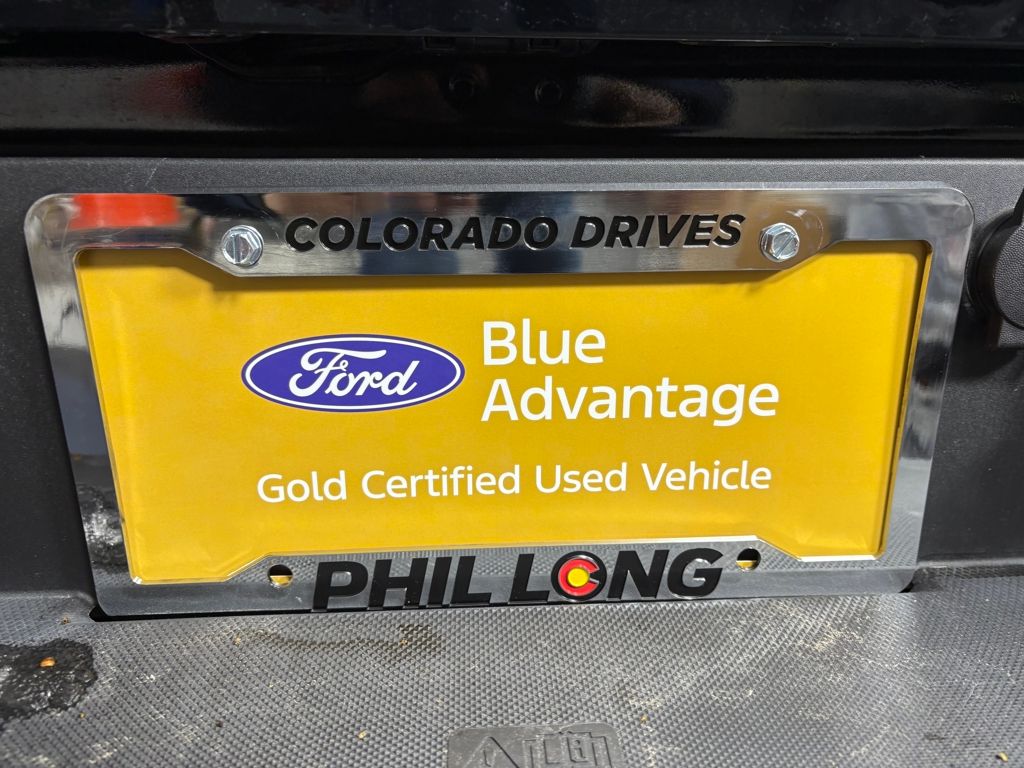 COLORADO DRIVES
Ford
Blue
Advantage
Gold Certified Used Vehicle
PHIL LONG